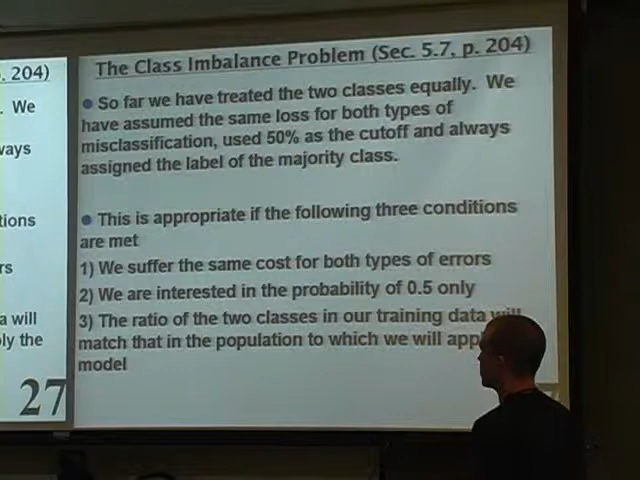 . 204)
. We
ways
tions
rs
a will
ly the
27
The Class Imbalance Problem (Sec. 5.7, p. 204)
So far we have treated the two classes equally. We
have assumed the same loss for both types of
misclassification, used 50% as the cutoff and always
assigned the label of the majority class.
This is appropriate if the following three conditions
are met
1) We suffer the same cost for both types of errors
2) We are interested in the probability of 0.5 only
3) The ratio of the two classes in our training data will
match that in the population to which we will app
model